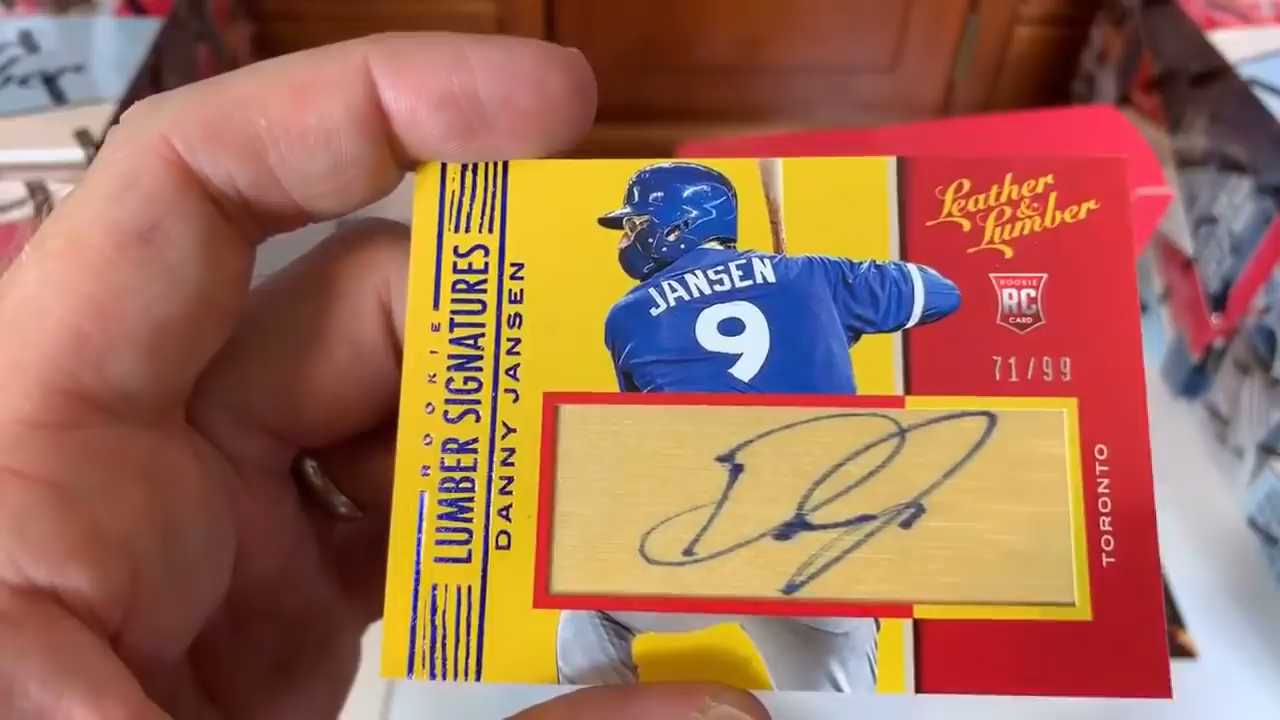 ROOKIE
LUMBER SIGNATURES
DANNY JANSEN
JANSEN
9
Leather
&
Lumber
ROOKIE
RC
CARD
71/99
TORONTO